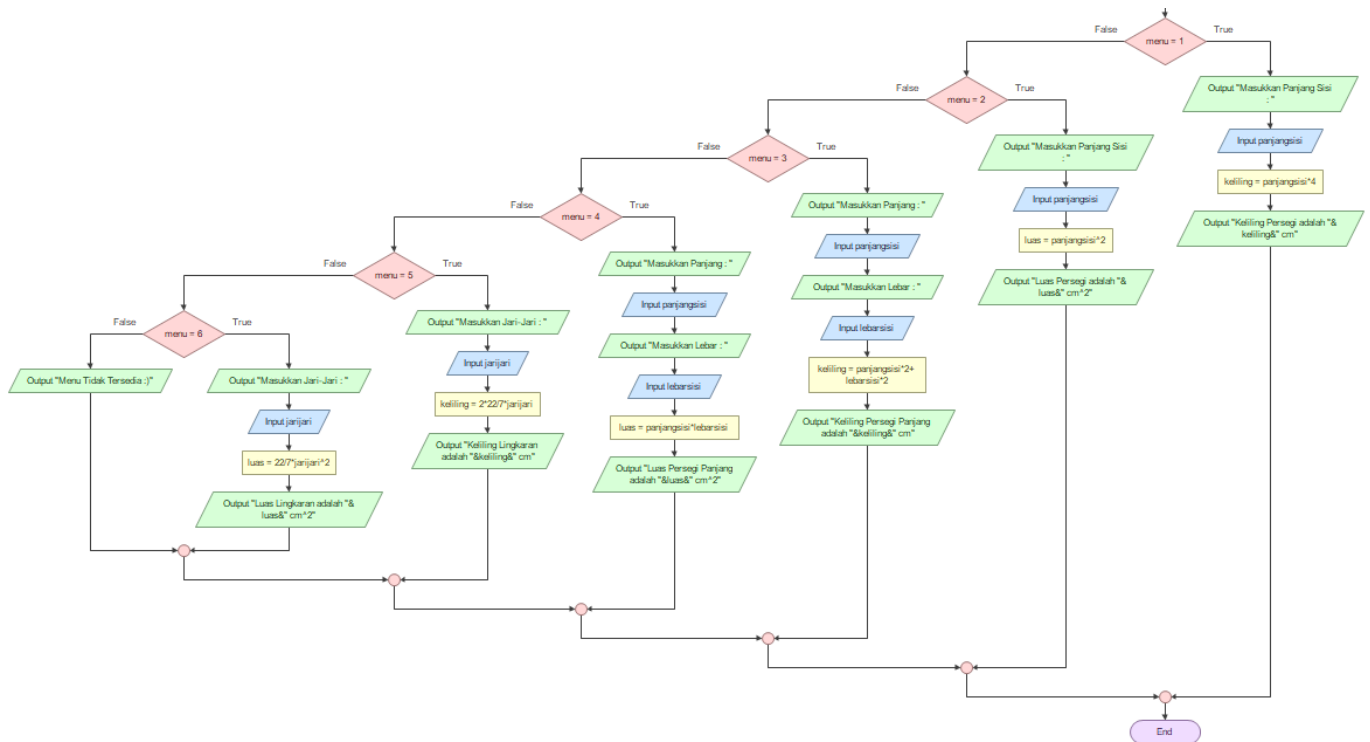 False
menu = 1
True
Output "Masukkan Panjang Sisi
: "
Input panjangsisi
keliling = panjangsisi*4
Output "Keliling Persegi adalah "&
keliling&" cm"
False
menu = 2
True
Output "Masukkan Panjang Sisi
: "
Input panjangsisi
luas = panjangsisi^2
Output "Luas Persegi adalah "&
luas&" cm^2"
False
menu = 3
True
Output "Masukkan Panjang : "
Input panjangsisi
Output "Masukkan Lebar : "
Input lebarsisi
keliling = panjangsisi*2+
lebarsisi*2
Output "Keliling Persegi Panjang
adalah "&keliling&" cm"
False
menu = 4
True
Output "Masukkan Panjang : "
Input panjangsisi
Output "Masukkan Lebar : "
Input lebarsisi
luas = panjangsisi*lebarsisi
Output "Luas Persegi Panjang
adalah "&luas&" cm^2"
False
menu = 5
True
Output "Masukkan Jari-Jari : "
Input jarijari
keliling = 2*22/7*jarijari
Output "Keliling Lingkaran
adalah "&keliling&" cm"
False
menu = 6
True
Output "Menu Tidak Tersedia :)"
Output "Masukkan Jari-Jari : "
Input jarijari
luas = 22/7*jarijari^2
Output "Luas Lingkaran adalah "&
luas&" cm^2"
End